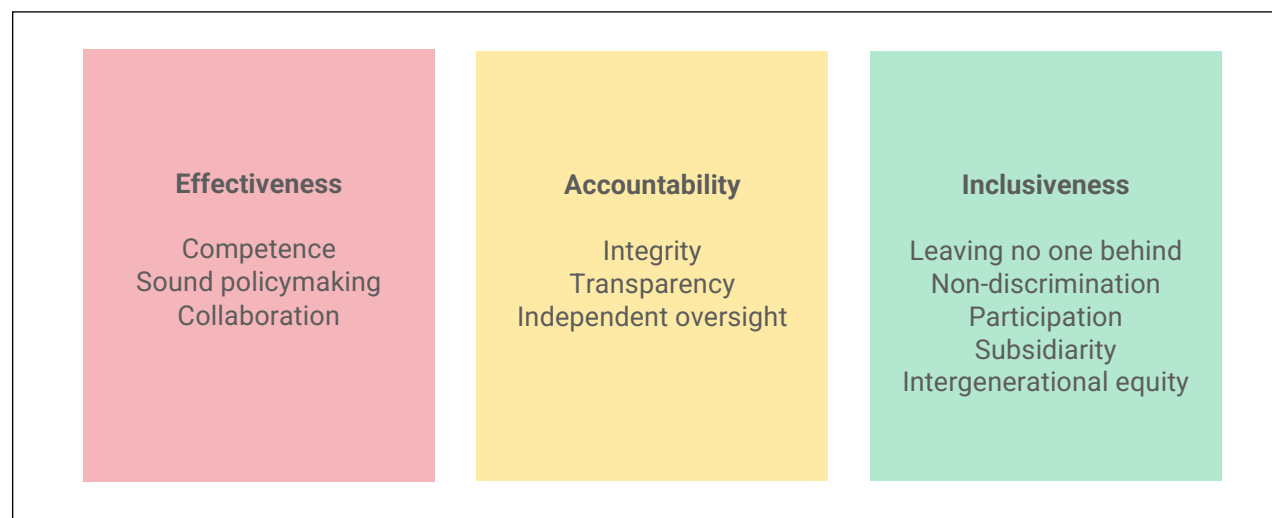 Effectiveness
Competence
Sound policymaking
Collaboration
Accountability
Integrity
Transparency
Independent oversight
Inclusiveness
Leaving no one behind
Non-discrimination
Participation
Subsidiarity
Intergenerational equity